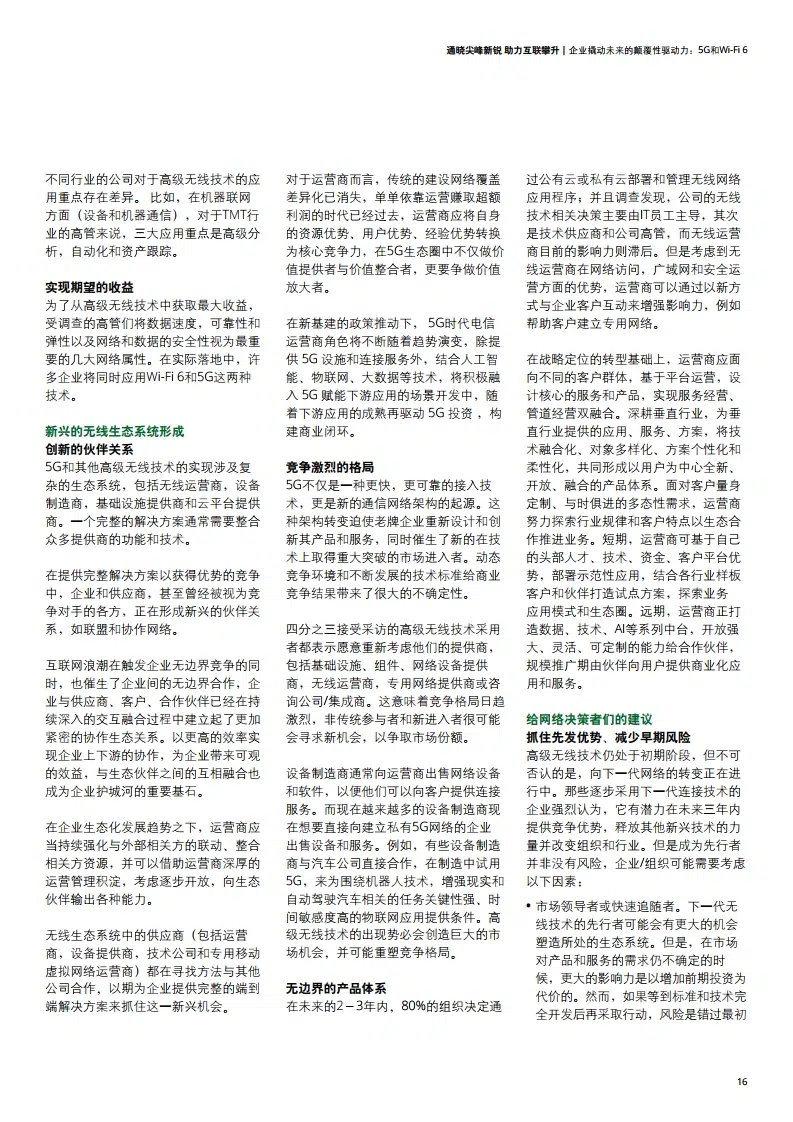 通晓尖峰新锐 助力互联攀升 | 企业撬动未来的颠覆性驱动力：5G和Wi-Fi 6
不同行业的公司对于高级无线技术的应
用重点存在差异。 比如，在机器联网
方面（设备和机器通信），对于TMT行
业的高管来说，三大应用重点是高级分
析，自动化和资产跟踪。
实现期望的收益
为了从高级无线技术中获取最大收益，
受调查的高管们将数据速度，可靠性和
弹性以及网络和数据的安全性视为最重
要的几大网络属性。在实际落地中，许
多企业将同时应用Wi-Fi 6和5G这两种
技术。
新兴的无线生态系统形成
创新的伙伴关系
5G和其他高级无线技术的实现涉及复
杂的生态系统，包括无线运营商，设备
制造商，基础设施提供商和云平台提供
商。一个完整的解决方案通常需要整合
众多提供商的功能和技术。
在提供完整解决方案以获得优势的竞争
中，企业和供应商，甚至曾经被视为竞
争对手的各方，正在形成新兴的伙伴关
系，如联盟和协作网络。
互联网浪潮在触发企业无边界竞争的同
时，也催生了企业间的无边界合作，企
业与供应商、客户、合作伙伴已经在持
续深入的交互融合过程中建立起了更加
紧密的协作生态关系。以更高的效率实
现企业上下游的协作，为企业带来可观
的效益，与生态伙伴之间的互相融合也
成为企业护城河的重要基石。
在企业生态化发展趋势之下，运营商应
当持续强化与外部相关方的联动、整合
相关方资源，并可以借助运营商深厚的
运营管理积淀，考虑逐步开放，向生态
伙伴输出各种能力。
无线生态系统中的供应商（包括运营
商，设备提供商，技术公司和专用移动
虚拟网络运营商）都在寻找方法与其他
公司合作，以期为企业提供完整的端到
端解决方案来抓住这一新兴机会。
对于运营商而言，传统的建设网络覆盖
差异化已消失，单单依靠运营赚取超额
利润的时代已经过去，运营商应将自身
的资源优势、用户优势、经验优势转换
为核心竞争力，在5G生态圈中不仅做价
值提供者与价值整合者，更要争做价值
放大者。
在新基建的政策推动下， 5G时代电信
运营商角色将不断随着趋势演变，除提
供 5G 设施和连接服务外，结合人工智
能、物联网、大数据等技术，将积极融
入 5G 赋能下游应用的场景开发中，随
着下游应用的成熟再驱动 5G 投资 ，构
建商业闭环。
竞争激烈的格局
5G不仅是一种更快，更可靠的接入技
术，更是新的通信网络架构的起源。这
种架构转变迫使老牌企业重新设计和创
新其产品和服务，同时催生了新的在技
术上取得重大突破的市场进入者。动态
竞争环境和不断发展的技术标准给商业
竞争结果带来了很大的不确定性。
四分之三接受采访的高级无线技术采用
者都表示愿意重新考虑他们的提供商，
包括基础设施、组件、网络设备提供
商，无线运营商，专用网络提供商或咨
询公司/集成商。这意味着竞争格局日趋
激烈，非传统参与者和新进入者很可能
会寻求新机会，以争取市场份额。
设备制造商通常向运营商出售网络设备
和软件，以便他们可以向客户提供连接
服务。而现在越来越多的设备制造商现
在想要直接向建立私有5G网络的企业
出售设备和服务。例如，有些设备制造
商与汽车公司直接合作，在制造中试用
5G，来为围绕机器人技术，增强现实和
自动驾驶汽车相关的任务关键性强、时
间敏感度高的物联网应用提供条件。高
级无线技术的出现势必会创造巨大的市
场机会，并可能重塑竞争格局。
无边界的产品体系
在未来的2–3年内，80%的组织决定通
过公有云或私有云部署和管理无线网络
应用程序；并且调查发现，公司的无线
技术相关决策主要由IT员工主导，其次
是技术供应商和公司高管，而无线运营
商目前的影响力则滞后。但是考虑到无
线运营商在网络访问，广域网和安全运
营方面的优势，运营商可以通过以新方
式与企业客户互动来增强影响力，例如
帮助客户建立专用网络。
在战略定位的转型基础上，运营商应面
向不同的客户群体，基于平台运营，设
计核心的服务和产品，实现服务经营、
管道经营双融合。深耕垂直行业，为垂
直行业提供的应用、服务、方案，将技
术融合化、对象多样化、方案个性化和
柔性化，共同形成以用户为中心全新、
开放、融合的产品体系。面对客户量身
定制、与时俱进的多态性需求，运营商
努力探索行业规律和客户特点以生态合
作推进业务。短期，运营商可基于自己
的头部人才、技术、资金、客户平台优
势，部署示范性应用，结合各行业样板
客户和伙伴打造试点方案，探索业务
应用模式和生态圈。远期，运营商正打
造数据、技术、AI等系列中台，开放强
大、灵活、可定制的能力给合作伙伴，
规模推广期由伙伴向用户提供商业化应
用和服务。
给网络决策者们的建议
抓住先发优势、减少早期风险
高级无线技术仍处于初期阶段，但不可
否认的是，向下一代网络的转变正在进
行中。那些逐步采用下一代连接技术的
企业强烈认为，它有潜力在未来三年内
提供竞争优势，释放其他新兴技术的力
量并改变组织和行业。但是成为先行者
并非没有风险，企业/组织可能需要考虑
以下因素：
• 市场领导者或快速追随者。下一代无
线技术的先行者可能会有更大的机会
塑造所处的生态系统。但是，在市场
对产品和服务的需求仍不确定的时
候，更大的影响力是以增加前期投资为
代价的。然而，如果等到标准和技术完
全开发后再采取行动，风险是错过最初
16